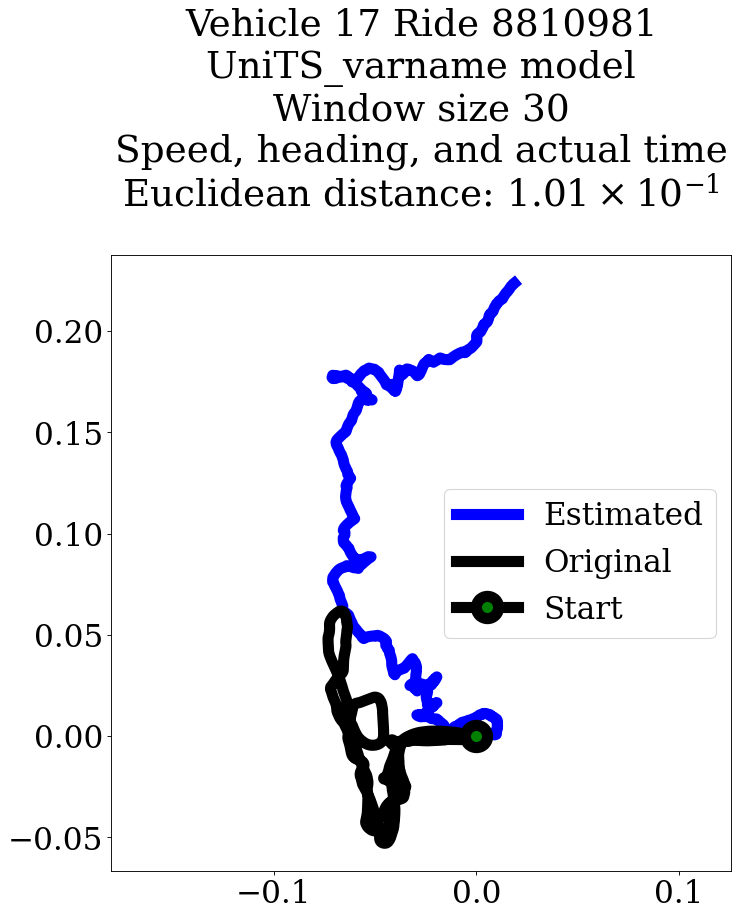 Vehicle 17 Ride 8810981
UniTS_varname model
Window size 30
Speed, heading, and actual time
Euclidean distance: 1.01 × 10⁻¹
0.20
0.15
0.10
0.05
0.00
−0.05
Estimated
Original
Start
−0.1
0.0
0.1